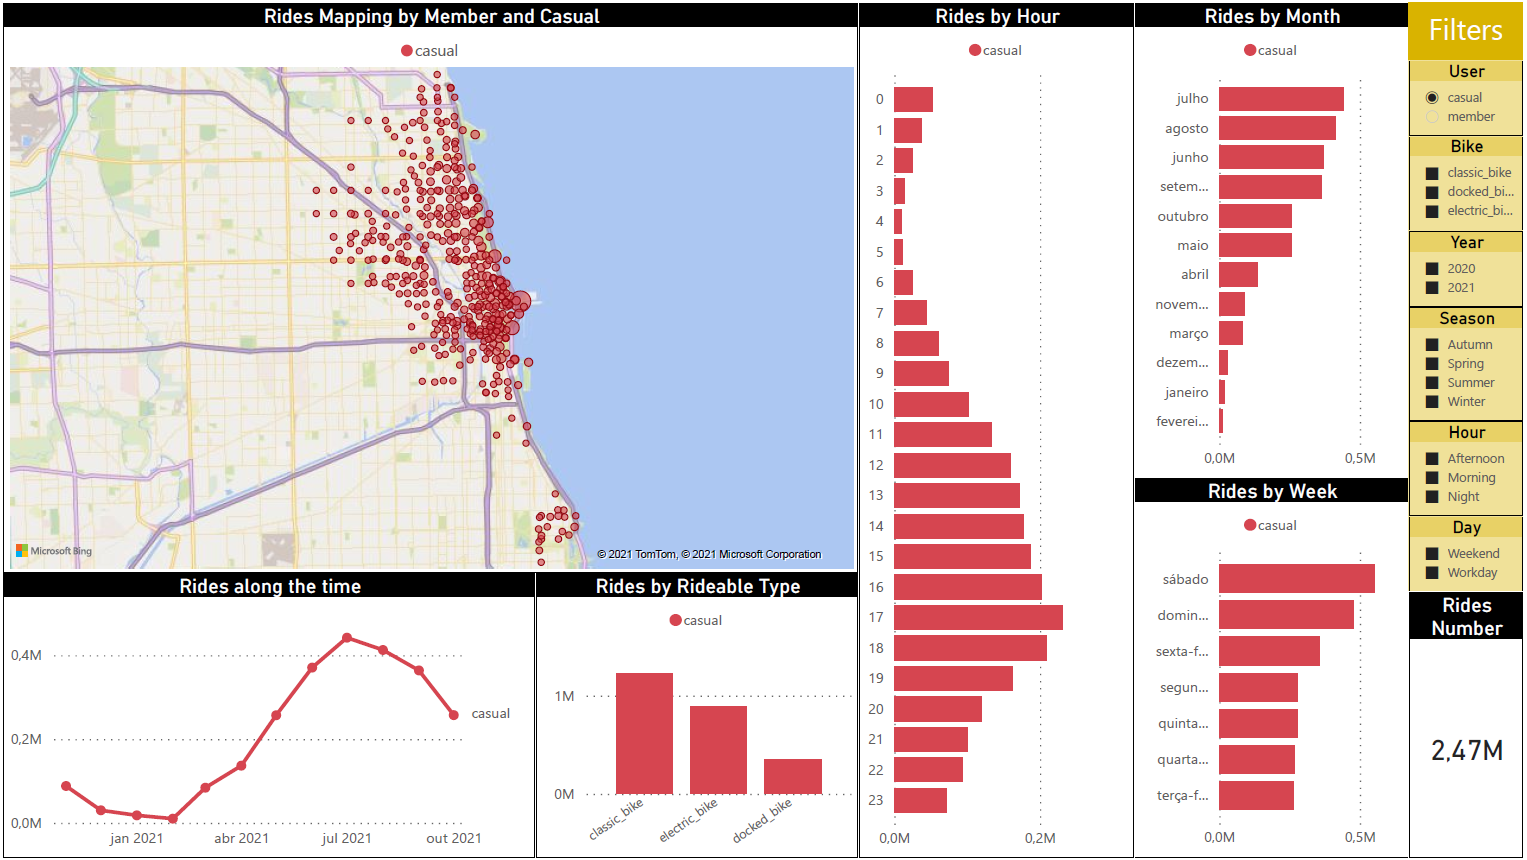 Rides Mapping by Member and Casual
casual
Microsoft Bing
© 2021 TomTom, © 2021 Microsoft Corporation
Rides along the time
0,4M
0,2M
0,0M
jan 2021
abr 2021
jul 2021
out 2021
casual
Rides by Rideable Type
casual
1M
0M
classic_bike
electric_bike
docked_bike
Rides by Hour
casual
0
1
2
3
4
5
6
7
8
9
10
11
12
13
14
15
16
17
18
19
20
21
22
23
0,0M
0,2M
Rides by Month
casual
julho
agosto
junho
setem...
outubro
maio
abril
novem...
março
dezem...
janeiro
feverei...
0,0M
0,5M
Rides by Week
casual
sábado
domin...
sexta-f...
segun...
quinta...
quarta...
terça-f...
0,0M
0,5M
Filters
User
casual
member
Bike
classic_bike
docked_bi...
electric_bi...
Year
2020
2021
Season
Autumn
Spring
Summer
Winter
Hour
Afternoon
Morning
Night
Day
Weekend
Workday
Rides
Number
2,47M